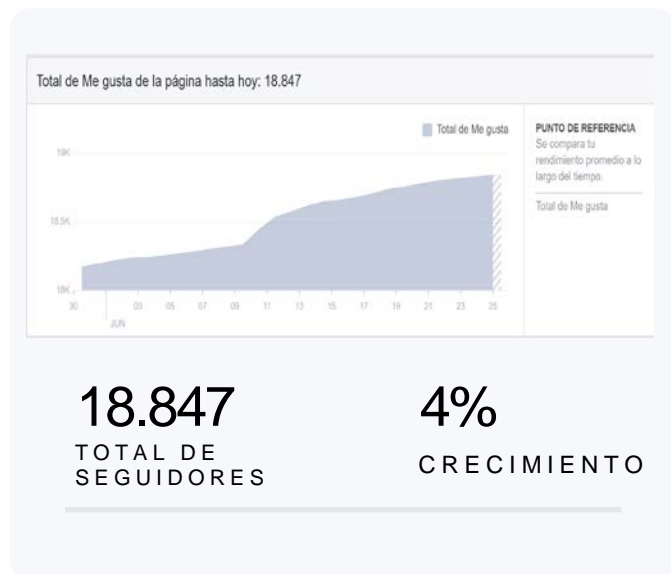 Total de Me gusta de la página hasta hoy: 18.847
Total de Me gusta
PUNTO DE REFERENCIA
Se compara tu
rendimiento promedio a lo
largo del tiempo.
Total de Me gusta
19K
18.5K
18K
30 03 05 07 09 11 13 15 17 19 21 23 25
JUN
18.847
TOTAL DE
SEGUIDORES
4%
CRECIMIENTO